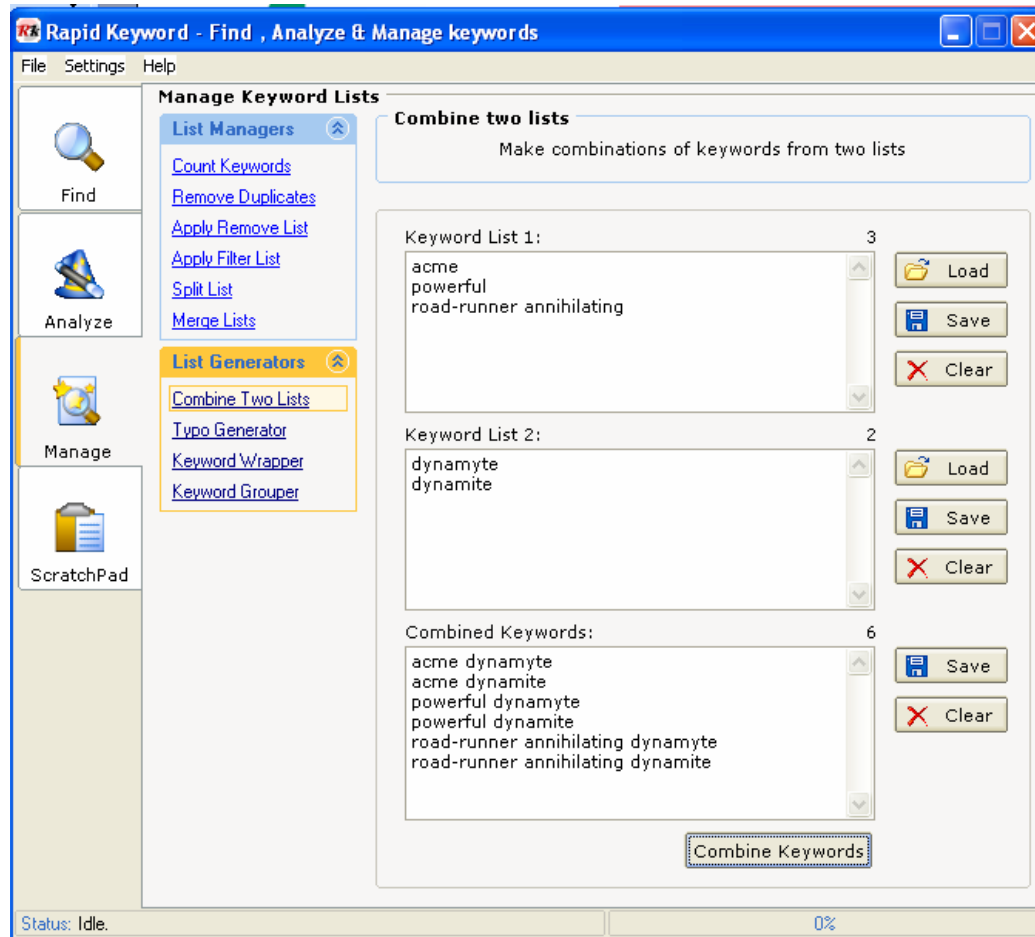 Rk Rapid Keyword - Find , Analyze & Manage keywords
File Settings Help
Find
Analyze
Manage
ScratchPad
Manage Keyword Lists
List Managers
Count Keywords
Remove Duplicates
Apply Remove List
Apply Filter List
Split List
Merge Lists
List Generators
Combine Two Lists
Typo Generator
Keyword Wrapper
Keyword Grouper
Combine two lists
Make combinations of keywords from two lists
Keyword List 1: 3
acme
powerful
road-runner annihilating
Load
Save
Clear
Keyword List 2: 2
dynamyte
dynamite
Load
Save
Clear
Combined Keywords: 6
acme dynamyte
acme dynamite
powerful dynamyte
powerful dynamite
road-runner annihilating dynamyte
road-runner annihilating dynamite
Save
Clear
Combine Keywords
Status: Idle. 0%